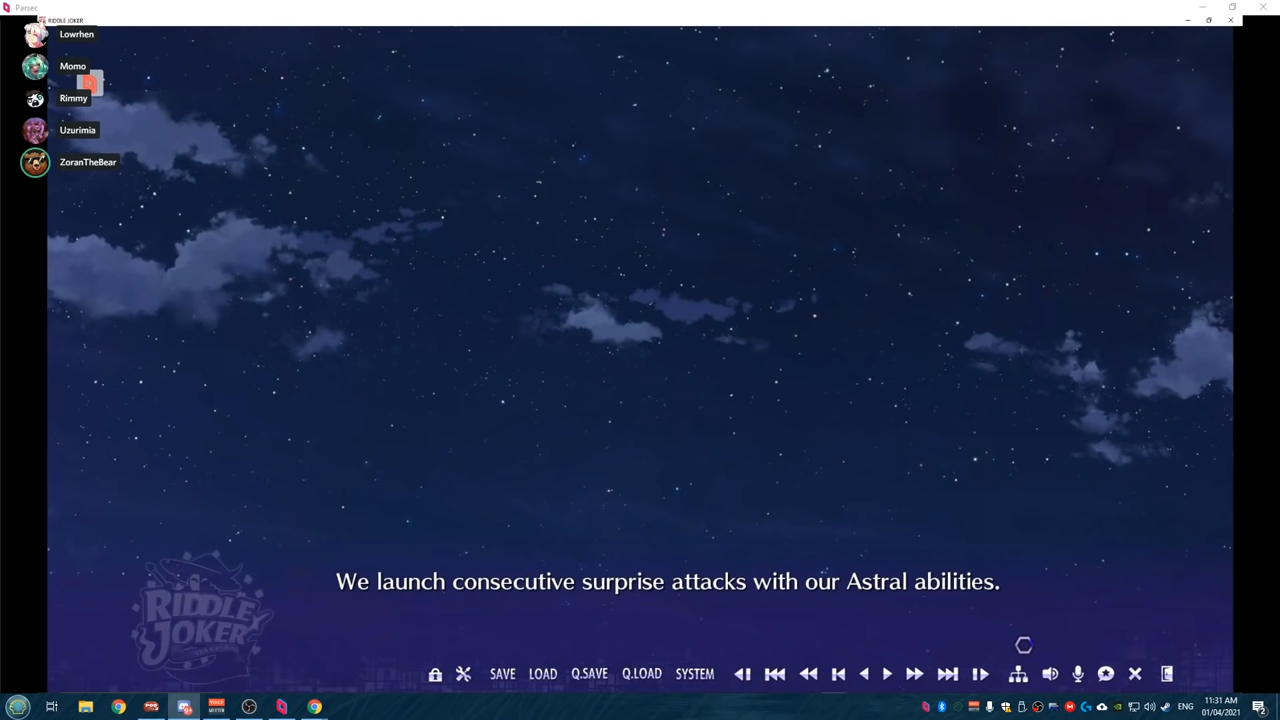 Parsec
RIDDLE JOKER
Lowrhen
Momo
Rimmy
Uzurimia
ZoranTheBear
We launch consecutive surprise attacks with our Astral abilities.
RIDDLE
JOKER
SAVE LOAD Q.SAVE Q.LOAD SYSTEM
ENG
11:31 AM
01/04/2021